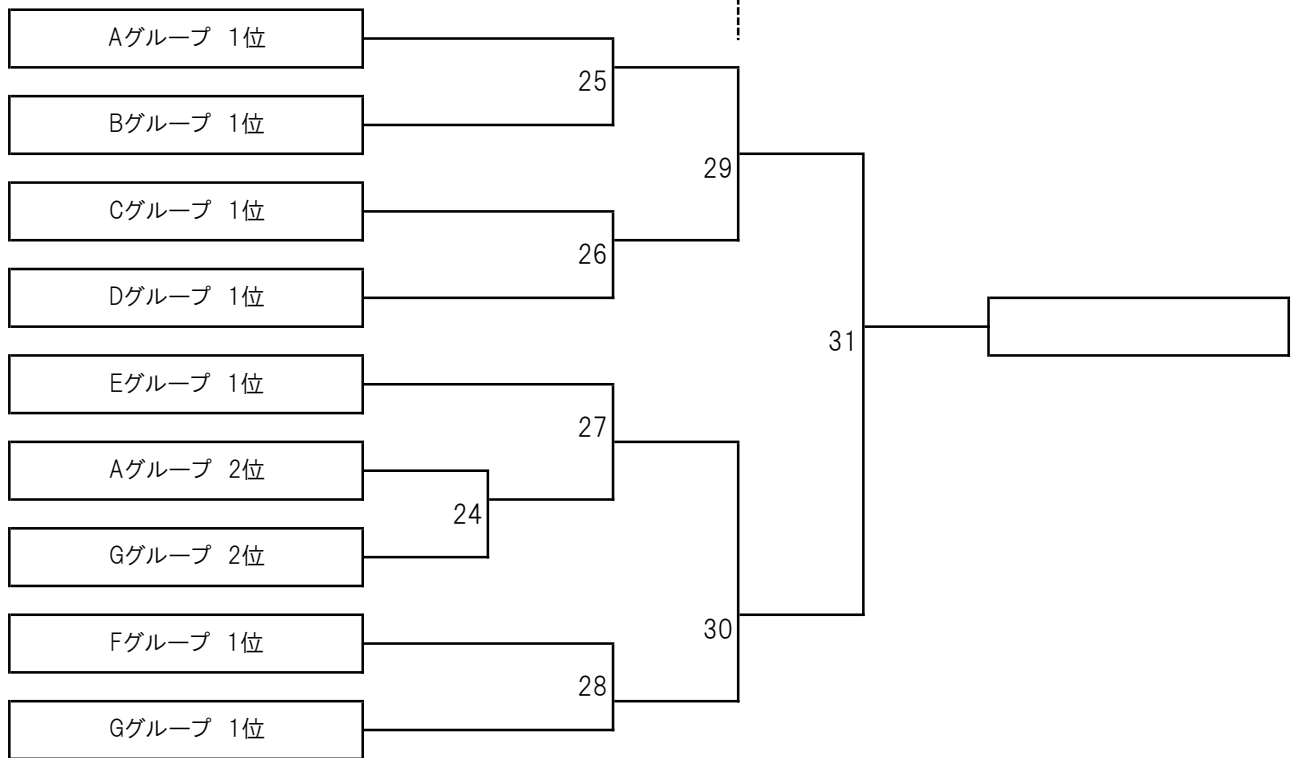 Aグループ 1位
25
Bグループ 1位
29
Cグループ 1位
26
Dグループ 1位
31
Eグループ 1位
27
Aグループ 2位
24
Gグループ 2位
30
Fグループ 1位
28
Gグループ 1位